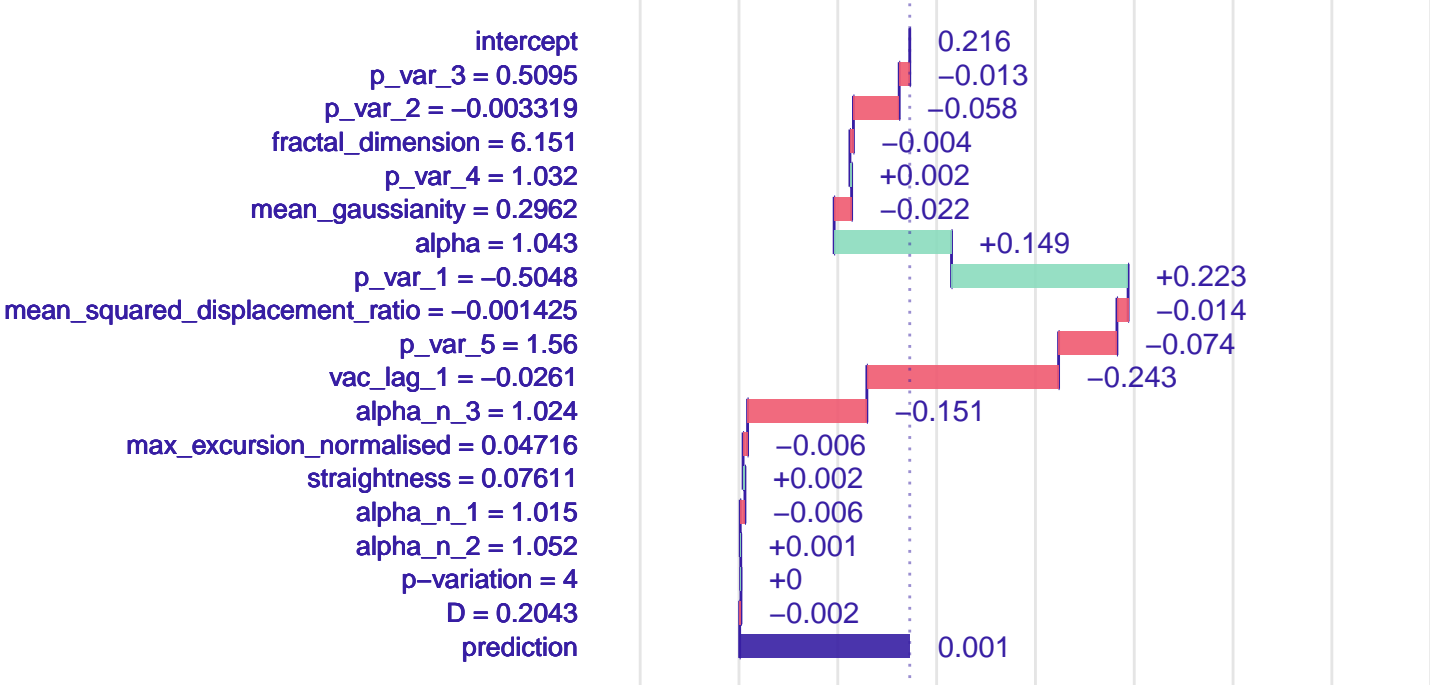 intercept 0.216
p_var_3 = 0.5095 −0.013
p_var_2 = −0.003319 −0.058
fractal_dimension = 6.151 −0.004
p_var_4 = 1.032 +0.002
mean_gaussianity = 0.2962 −0.022
alpha = 1.043 +0.149
p_var_1 = −0.5048 +0.223
mean_squared_displacement_ratio = −0.001425 −0.014
p_var_5 = 1.56 −0.074
vac_lag_1 = −0.0261 −0.243
alpha_n_3 = 1.024 −0.151
max_excursion_normalised = 0.04716 −0.006
straightness = 0.07611 +0.002
alpha_n_1 = 1.015 −0.006
alpha_n_2 = 1.052 +0.001
p−variation = 4 +0
D = 0.2043 −0.002
prediction 0.001